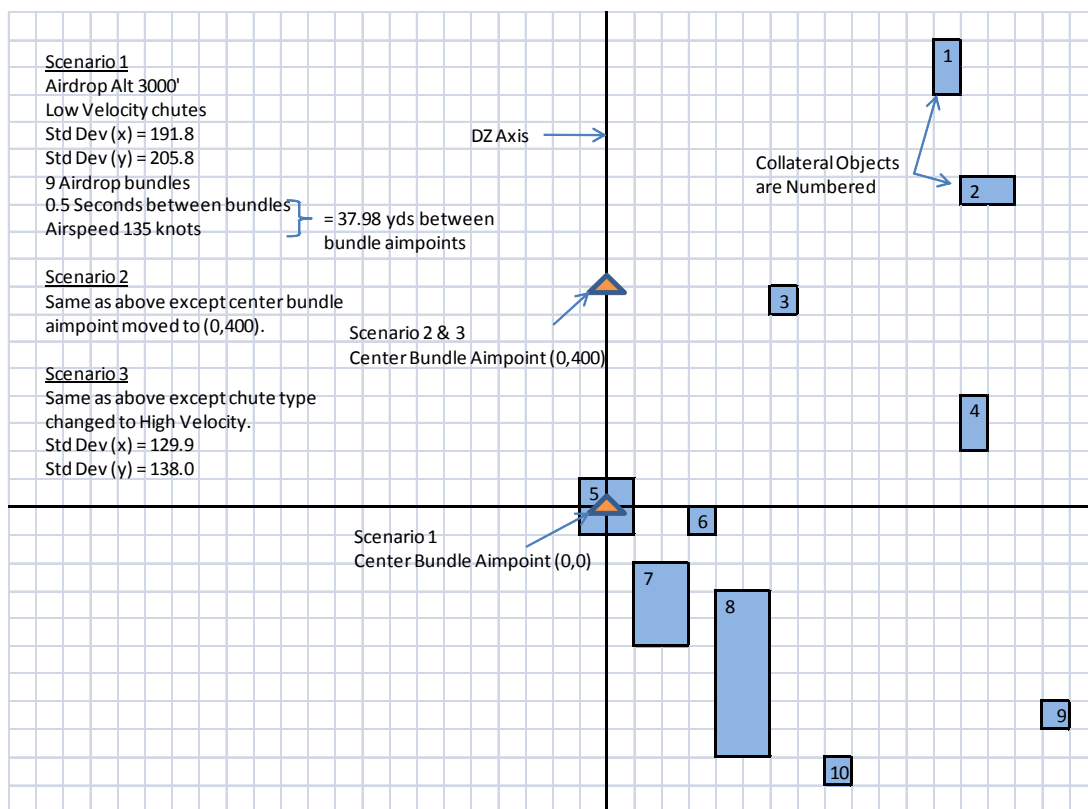 Scenario 1
Airdrop Alt 3000'
Low Velocity chutes
Std Dev (x) = 191.8
Std Dev (y) = 205.8
9 Airdrop bundles
0.5 Seconds between bundles
Airspeed 135 knots
= 37.98 yds between
bundle aimpoints
Scenario 2
Same as above except center bundle
aimpoint moved to (0,400).
Scenario 3
Same as above except chute type
changed to High Velocity.
Std Dev (x) = 129.9
Std Dev (y) = 138.0
DZ Axis
Collateral Objects
are Numbered
Scenario 2 & 3
Center Bundle Aimpoint (0,400)
Scenario 1
Center Bundle Aimpoint (0,0)
1
2
3
4
5
6
7
8
9
10